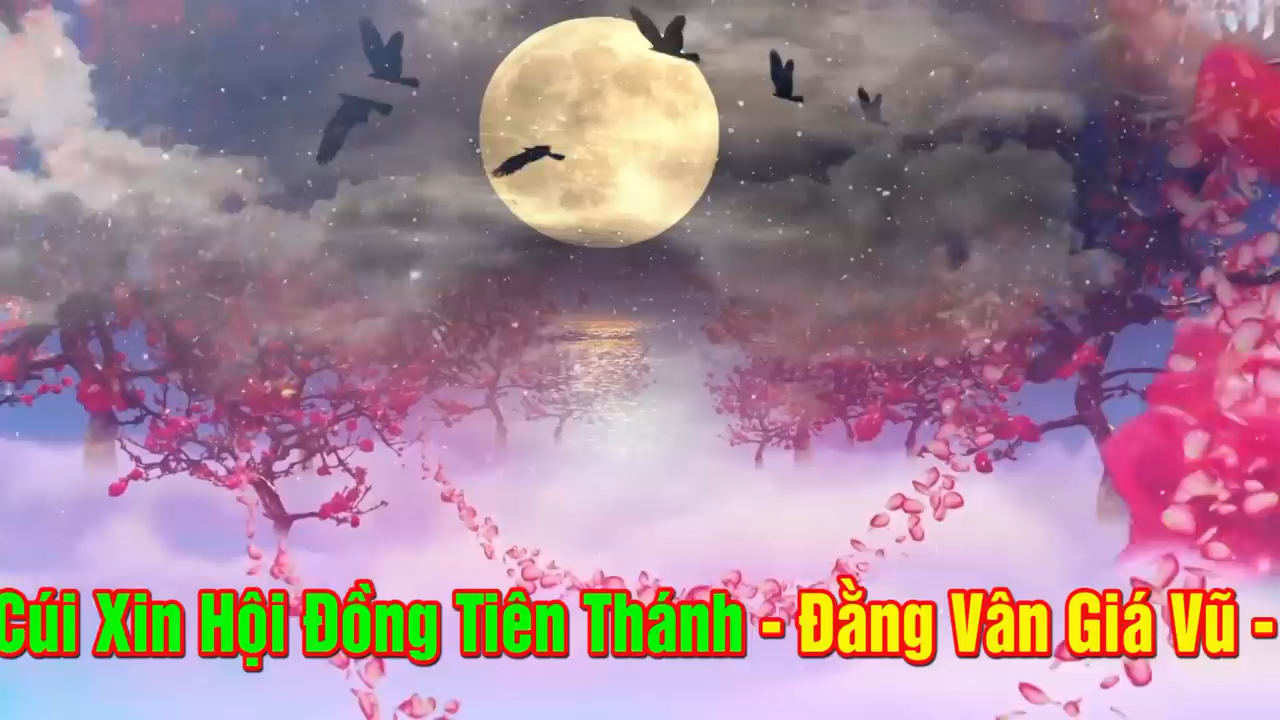 Cúi Xin Hội Đồng Tiên Thánh - Đằng Vân Giá Vũ -